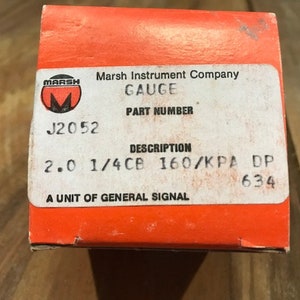 MARSH
Marsh Instrument Company
GAUGE
PART NUMBER
J2052
DESCRIPTION
2.0 1/4CB 160/KPA DP
634
A UNIT OF GENERAL SIGNAL